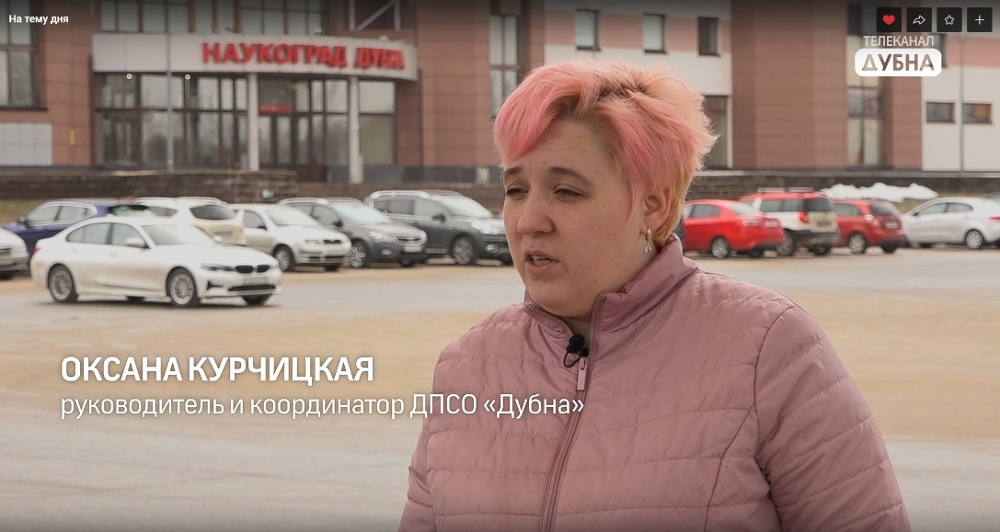 На тему дня
ТЕЛЕКАНАЛ
ДУБНА
НАУКОГРАД ДУБНА
ОКСАНА КУРЧИЦКАЯ
руководитель и координатор ДПСО «Дубна»